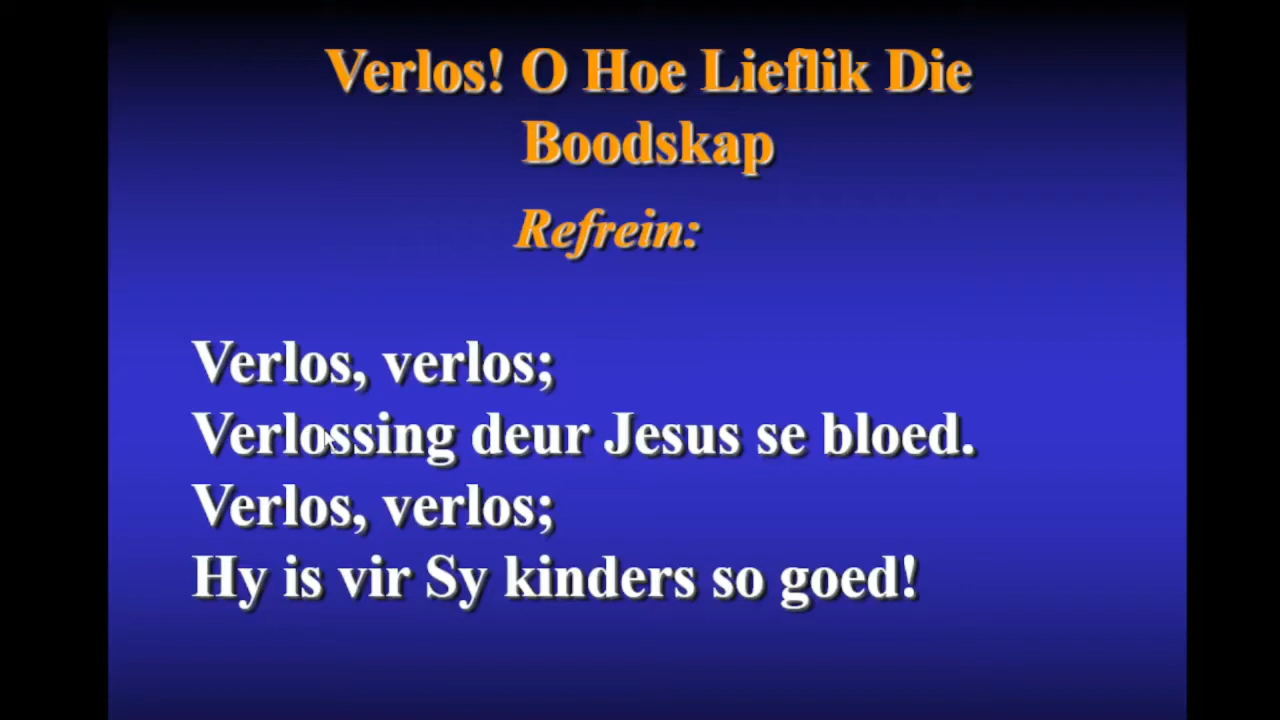 Verlos! O Hoe Lieflik Die
Boodskap
Refrein:
Verlos, verlos;
Verlossing deur Jesus se bloed.
Verlos, verlos;
Hy is vir Sy kinders so goed!